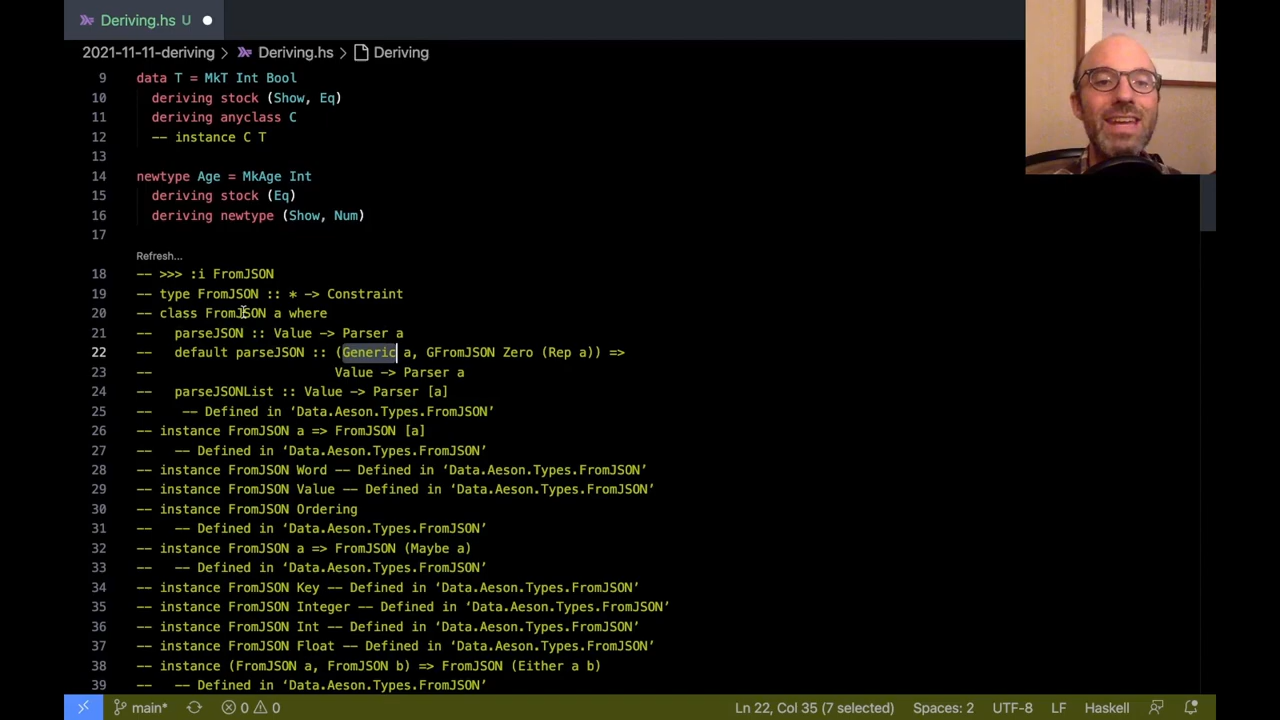 Deriving.hs U
2021-11-11-deriving > Deriving.hs > Deriving
9 data T = MkT Int Bool
10 deriving stock (Show, Eq)
11 deriving anyclass C
12 -- instance C T
13
14 newtype Age = MkAge Int
15 deriving stock (Eq)
16 deriving newtype (Show, Num)
17
Refresh...
18 -- >>> :i FromJSON
19 -- type FromJSON :: * -> Constraint
20 -- class FromJSON a where
21 -- parseJSON :: Value -> Parser a
22 -- default parseJSON :: (Generic a, GFromJSON Zero (Rep a)) =>
23 -- Value -> Parser a
24 -- parseJSONList :: Value -> Parser [a]
25 -- -- Defined in ‘Data.Aeson.Types.FromJSON’
26 -- instance FromJSON a => FromJSON [a]
27 -- -- Defined in ‘Data.Aeson.Types.FromJSON’
28 -- instance FromJSON Word -- Defined in ‘Data.Aeson.Types.FromJSON’
29 -- instance FromJSON Value -- Defined in ‘Data.Aeson.Types.FromJSON’
30 -- instance FromJSON Ordering
31 -- -- Defined in ‘Data.Aeson.Types.FromJSON’
32 -- instance FromJSON a => FromJSON (Maybe a)
33 -- -- Defined in ‘Data.Aeson.Types.FromJSON’
34 -- instance FromJSON Key -- Defined in ‘Data.Aeson.Types.FromJSON’
35 -- instance FromJSON Integer -- Defined in ‘Data.Aeson.Types.FromJSON’
36 -- instance FromJSON Int -- Defined in ‘Data.Aeson.Types.FromJSON’
37 -- instance FromJSON Float -- Defined in ‘Data.Aeson.Types.FromJSON’
38 -- instance (FromJSON a, FromJSON b) => FromJSON (Either a b)
39 -- -- Defined in ‘Data.Aeson.Types.FromJSON’
main* 0 0 Ln 22, Col 35 (7 selected) Spaces: 2 UTF-8 LF Haskell